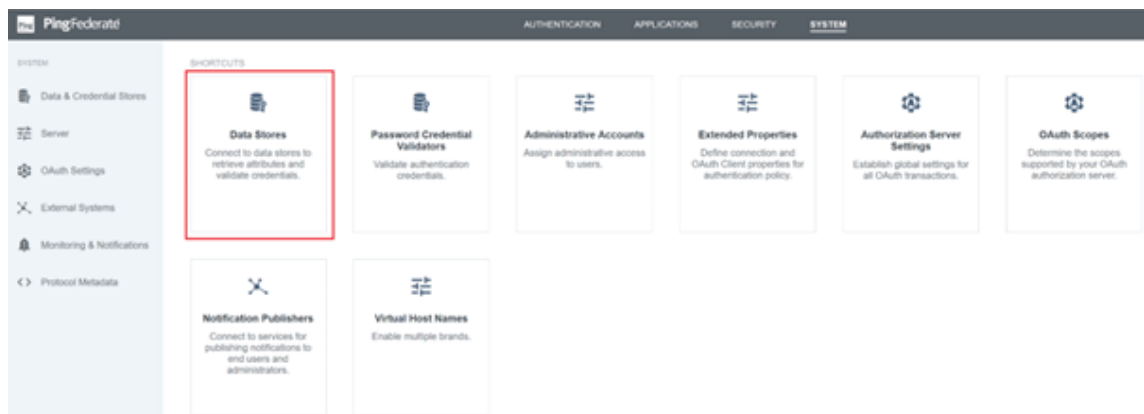 Ping PingFederate
AUTHENTICATION APPLICATIONS SECURITY SYSTEM
SYSTEM
Data & Credential Stores
Server
OAuth Settings
External Systems
Monitoring & Notifications
Protocol Metadata
SHORTCUTS
Data Stores
Connect to data stores to
retrieve attributes and
validate credentials.
Password Credential
Validators
Validate authentication
credentials.
Administrative Accounts
Assign administrative access
to users.
Extended Properties
Define connection and
OAuth Client properties for
authentication policy.
Authorization Server
Settings
Establish global settings for
all OAuth transactions.
OAuth Scopes
Determine the scopes
supported by your OAuth
authorization server.
Notification Publishers
Connect to services for
publishing notifications to
end users and
administrators.
Virtual Host Names
Enable multiple brands.